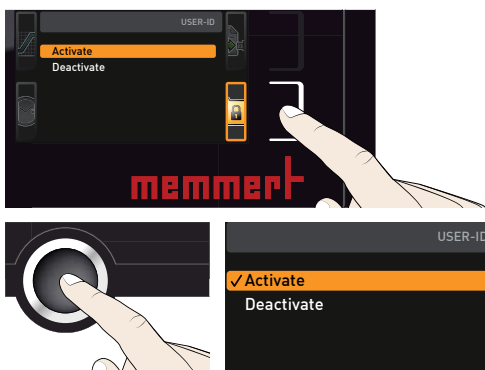 USER-ID
Activate
Deactivate
memmert
USER-ID
✓Activate
Deactivate